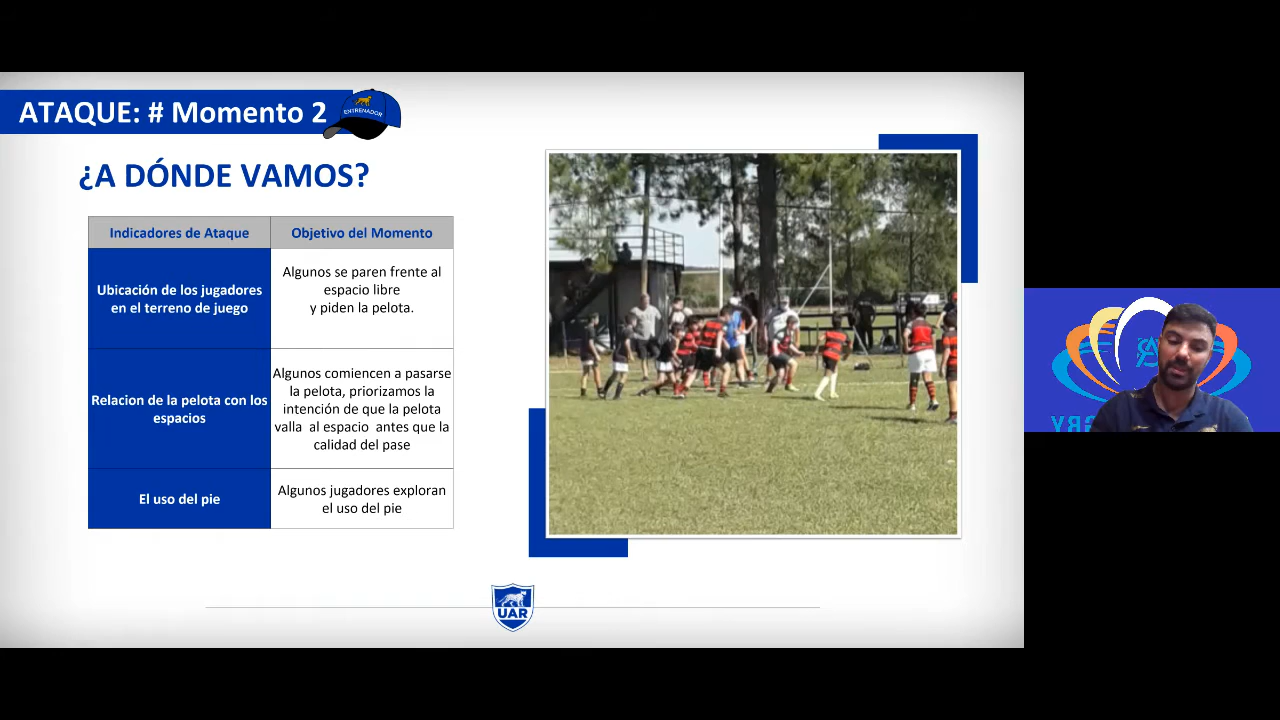 ATAQUE: # Momento 2
ENTRENADOR
¿A DÓNDE VAMOS?
Indicadores de Ataque
Objetivo del Momento
Ubicación de los jugadores
en el terreno de juego
Algunos se paren frente al
espacio libre
y piden la pelota.
Relacion de la pelota con los
espacios
Algunos comiencen a pasarse
la pelota, priorizamos la
intención de que la pelota
valla al espacio antes que la
calidad del pase
El uso del pie
Algunos jugadores exploran
el uso del pie
UAR